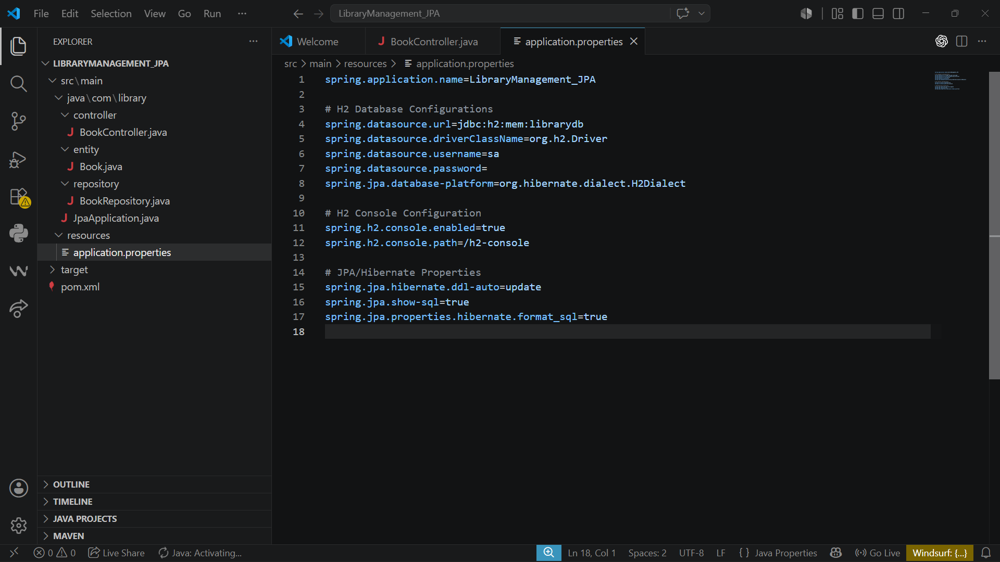 File Edit Selection View Go Run ··· LibraryManagement_JPA
EXPLORER ···
LIBRARYMANAGEMENT_JPA
src\main
java\com\library
controller
J BookController.java
entity
J Book.java
repository
J BookRepository.java
J JpaApplication.java
resources
application.properties
target
pom.xml
OUTLINE
TIMELINE
JAVA PROJECTS
MAVEN
Welcome J BookController.java application.properties
src > main > resources > application.properties
1 spring.application.name=LibraryManagement_JPA
2
3 # H2 Database Configurations
4 spring.datasource.url=jdbc:h2:mem:librarydb
5 spring.datasource.driverClassName=org.h2.Driver
6 spring.datasource.username=sa
7 spring.datasource.password=
8 spring.jpa.database-platform=org.hibernate.dialect.H2Dialect
9
10 # H2 Console Configuration
11 spring.h2.console.enabled=true
12 spring.h2.console.path=/h2-console
13
14 # JPA/Hibernate Properties
15 spring.jpa.hibernate.ddl-auto=update
16 spring.jpa.show-sql=true
17 spring.jpa.properties.hibernate.format_sql=true
18
0 0 Live Share Java: Activating... Ln 18, Col 1 Spaces: 2 UTF-8 LF {} Java Properties Go Live Windsurf: {...}